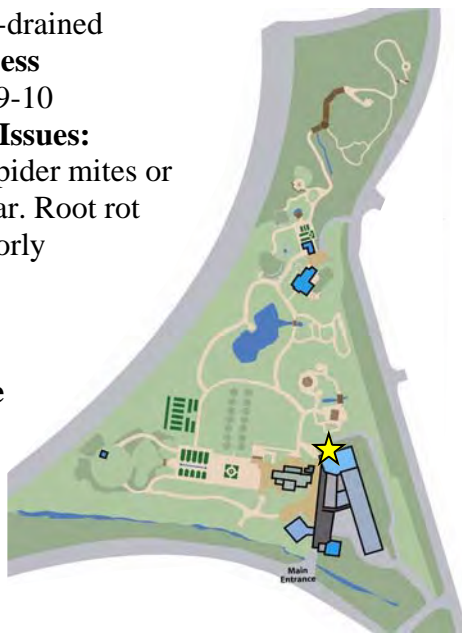 -drained
ess
9-10
Issues:
pider mites or
ar. Root rot
orly
e
Main
Entrance